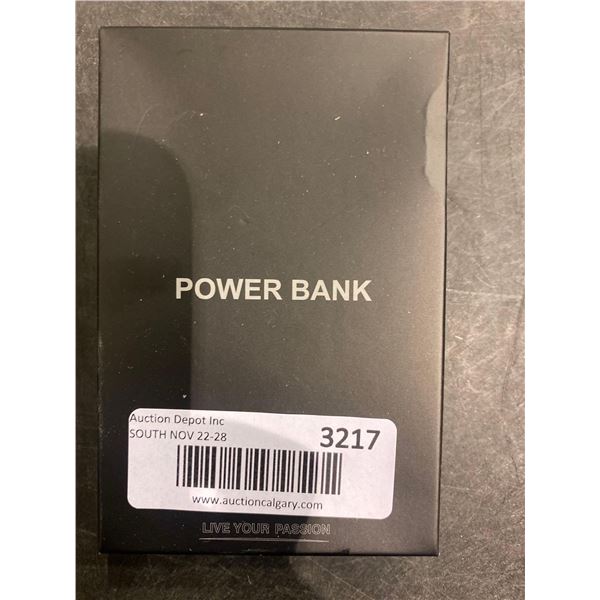 POWER BANK
Auction Depot Inc
SOUTH NOV 22-28
3217
www.auctioncalgary.com
LIVE YOUR PASSION